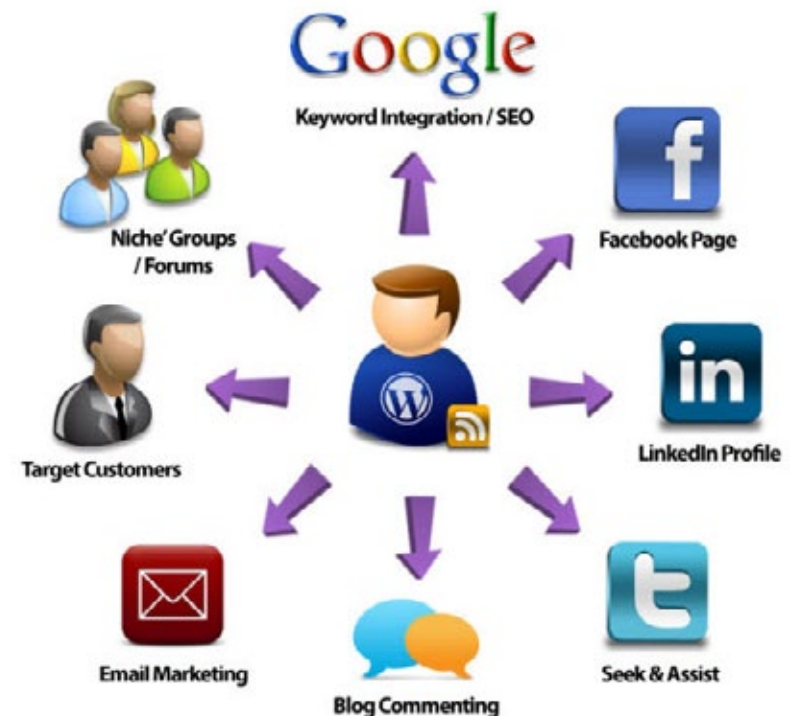 Google
Keyword Integration / SEO
f
Facebook Page
Niche' Groups
/ Forums
W
in
LinkedIn Profile
Target Customers
t
Seek & Assist
Email Marketing
Blog Commenting